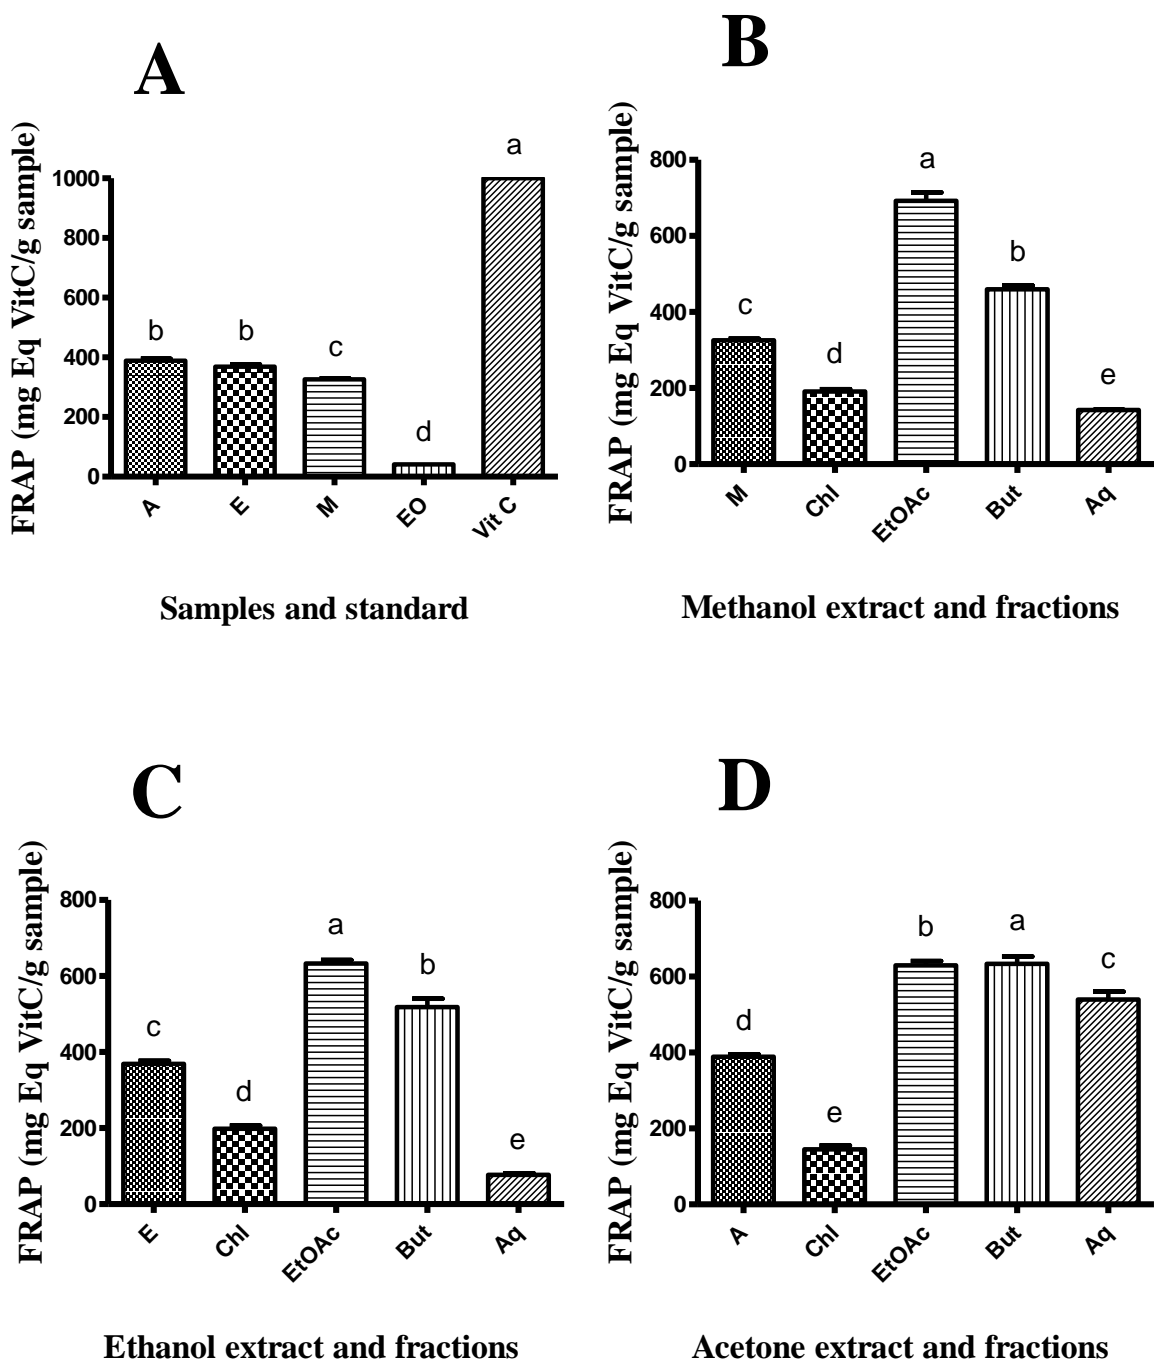 A
FRAP (mg Eq VitC/g sample)
1000
800
600
400
200
0
b
b
c
d
a
A
E
M
EO
Vit C
Samples and standard
B
FRAP (mg Eq VitC/g sample)
800
600
400
200
0
c
d
a
b
e
M
Chl
EtOAc
But
Aq
Methanol extract and fractions
C
FRAP (mg Eq VitC/g sample)
800
600
400
200
0
c
d
a
b
e
E
Chl
EtOAc
But
Aq
Ethanol extract and fractions
D
FRAP (mg Eq VitC/g sample)
800
600
400
200
0
d
e
b
a
c
A
Chl
EtOAc
But
Aq
Acetone extract and fractions